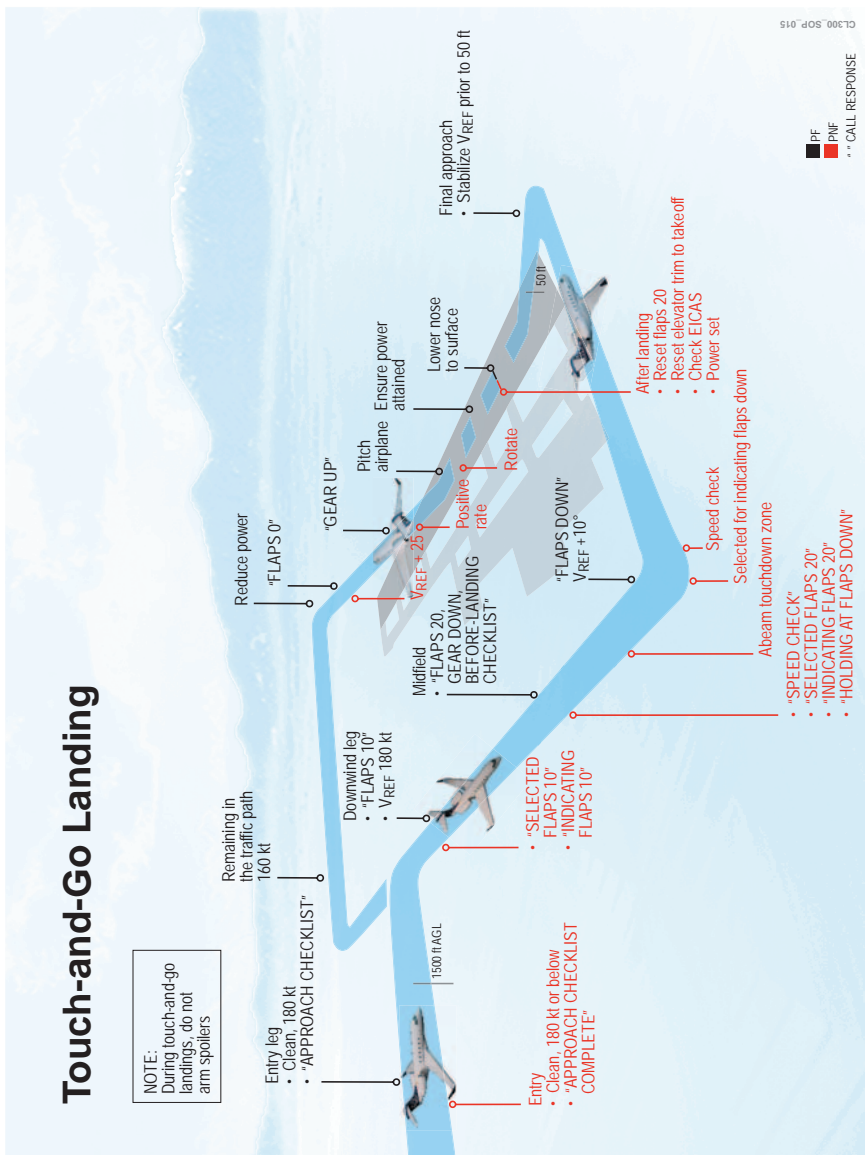 Touch-and-Go Landing
NOTE:
During touch-and-go
landings, do not
arm spoilers
Entry leg
• Clean, 180 kt
• “APPROACH CHECKLIST”
1500 ft AGL
Entry
• Clean, 180 kt or below
• “APPROACH CHECKLIST
COMPLETE”
Remaining in
the traffic path
160 kt
Downwind leg
• “FLAPS 10”
• VREF 180 kt
• “SELECTED
FLAPS 10”
• “INDICATING
FLAPS 10”
Midfield
• “FLAPS 20,
GEAR DOWN,
BEFORE-LANDING
CHECKLIST”
• “SPEED CHECK”
• “SELECTED FLAPS 20”
• “INDICATING FLAPS 20”
• “HOLDING AT FLAPS DOWN”
Abeam touchdown zone
“FLAPS DOWN”
VREF +10°
Selected for indicating flaps down
Speed check
Final approach
• Stabilize VREF prior to 50 ft
50 ft
Lower nose
to surface
After landing
• Reset flaps 20
• Reset elevator trim to takeoff
• Check EICAS
• Power set
Ensure power
attained
Rotate
Pitch
airplane
Positive
rate
“GEAR UP”
VREF + 25
“FLAPS 0”
Reduce power
PF
PNF
“ ” CALL RESPONSE
CL300_SOP_015